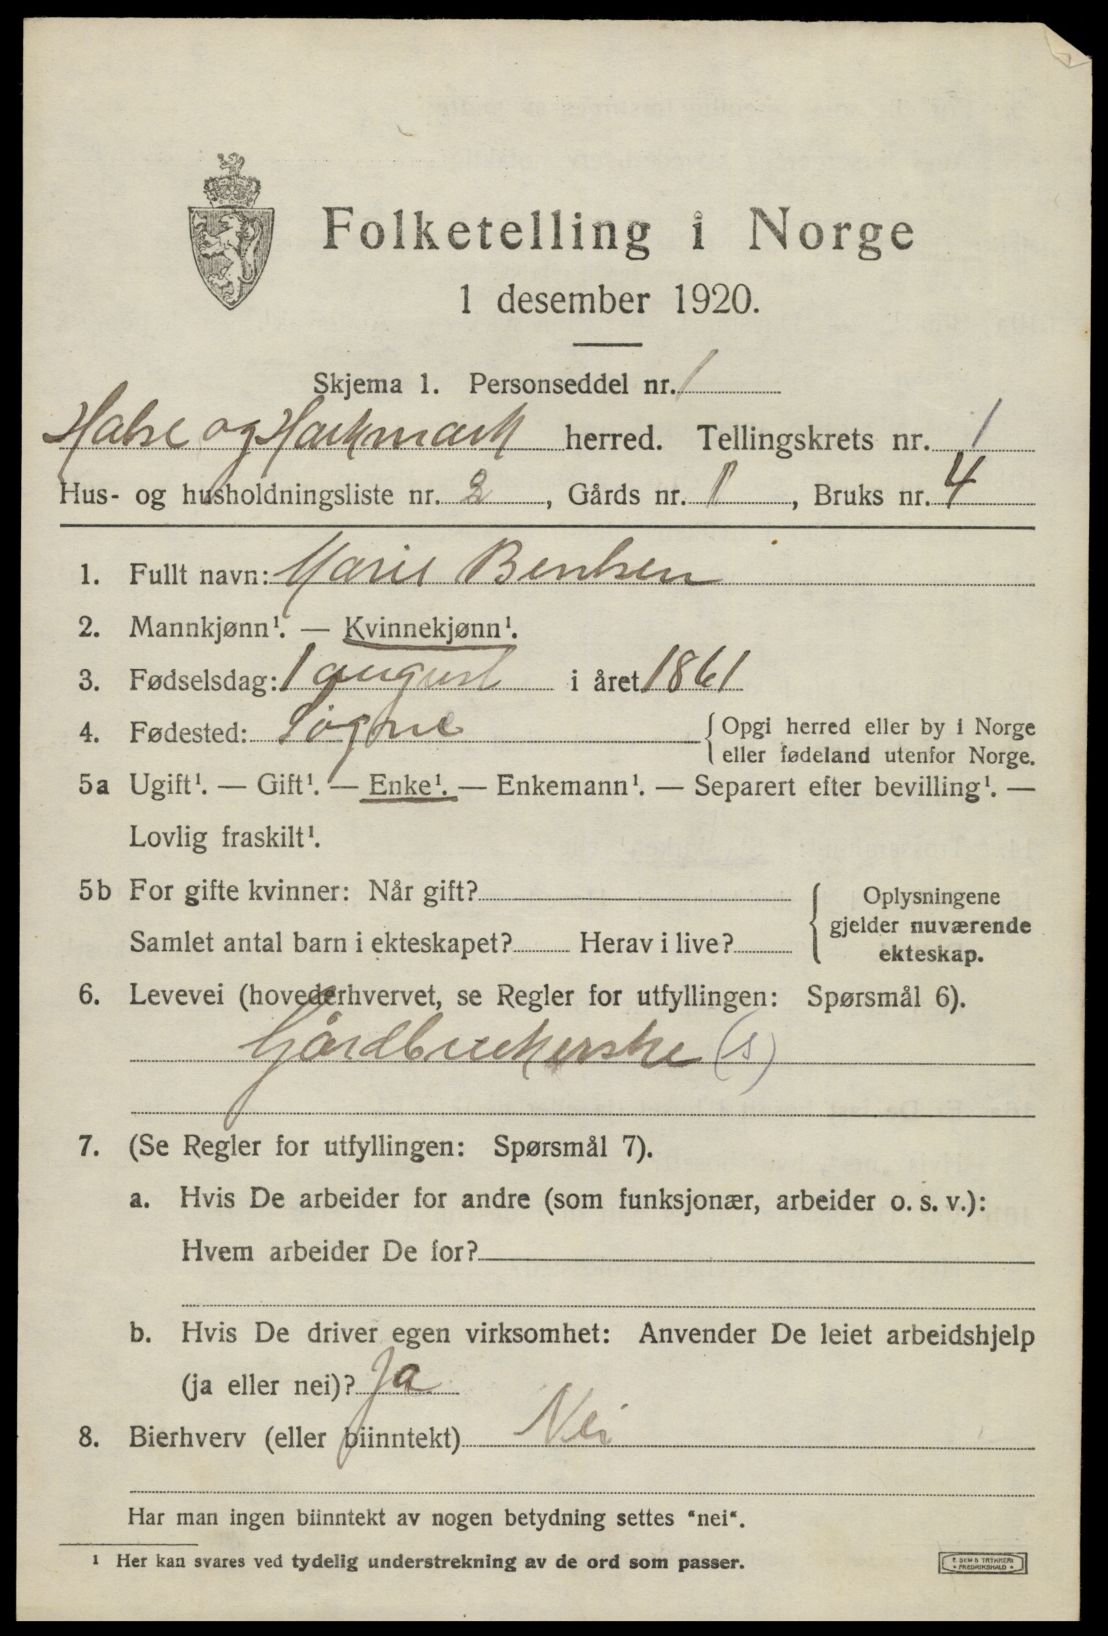 Folketelling i Norge
1 desember 1920.
Skjema 1. Personseddel nr. 1
Halse og Harkmark herred. Tellingskrets nr. 1
Hus- og husholdningsliste nr. 2, Gårds nr. 1, Bruks nr. 4
1. Fullt navn: Marie Bentsen
2. Mannkjønn¹. — Kvinnekjønn¹.
3. Fødselsdag: 1 august i året 1861
4. Fødested: Søgne { Opgi herred eller by i Norge
eller fødeland utenfor Norge.
5a Ugift¹. — Gift¹. — Enke¹. — Enkemann¹. — Separert efter bevilling¹. —
Lovlig fraskilt¹.
5b For gifte kvinner: Når gift? { Oplysningene
gjelder nuværende
Samlet antal barn i ekteskapet? Herav i live? ekteskap.
6. Levevei (hovederhvervet, se Regler for utfyllingen: Spørsmål 6).
Gårdbrukerske (s)
7. (Se Regler for utfyllingen: Spørsmål 7).
a. Hvis De arbeider for andre (som funksjonær, arbeider o. s. v.):
Hvem arbeider De for?
b. Hvis De driver egen virksomhet: Anvender De leiet arbeidshjelp
(ja eller nei)? Ja
8. Bierhverv (eller biinntekt) Nei
Har man ingen biinntekt av nogen betydning settes "nei".
¹ Her kan svares ved tydelig understrekning av de ord som passer.
E. SEM'S TRYKKERI
FREDRIKSHALD